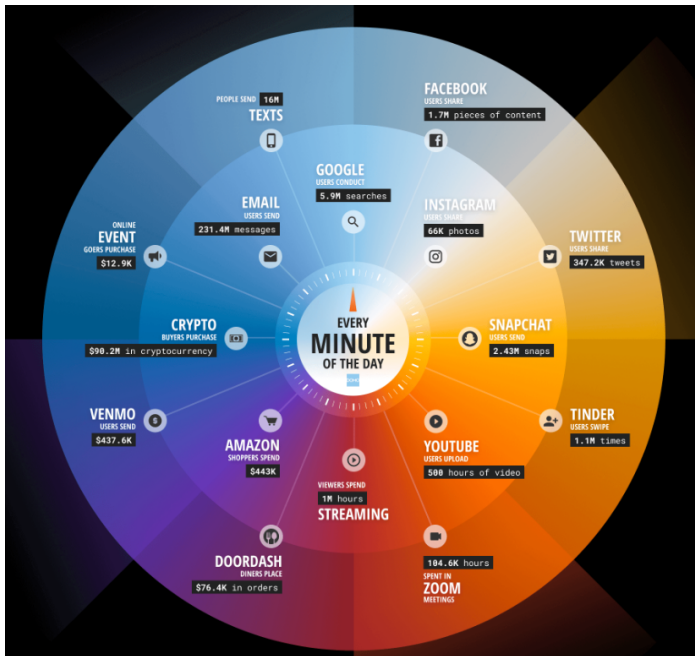 PEOPLE SEND 16M
TEXTS
FACEBOOK
USERS SHARE
1.7M pieces of content
GOOGLE
USERS CONDUCT
5.9M searches
EMAIL
USERS SEND
231.4M messages
INSTAGRAM
USERS SHARE
66K photos
ONLINE
EVENT
GOERS PURCHASE
$12.9K
TWITTER
USERS SHARE
347.2K tweets
CRYPTO
BUYERS PURCHASE
$90.2M in cryptocurrency
EVERY
MINUTE
OF THE DAY
SNAPCHAT
USERS SEND
2.43M snaps
VENMO
USERS SEND
$437.6K
AMAZON
SHOPPERS SPEND
$443K
YOUTUBE
USERS UPLOAD
500 hours of video
TINDER
USERS SWIPE
1.1M times
VIEWERS SPEND
1M hours
STREAMING
DOORDASH
DINERS PLACE
$76.4K in orders
104.6K hours
SPENT IN
ZOOM
MEETINGS